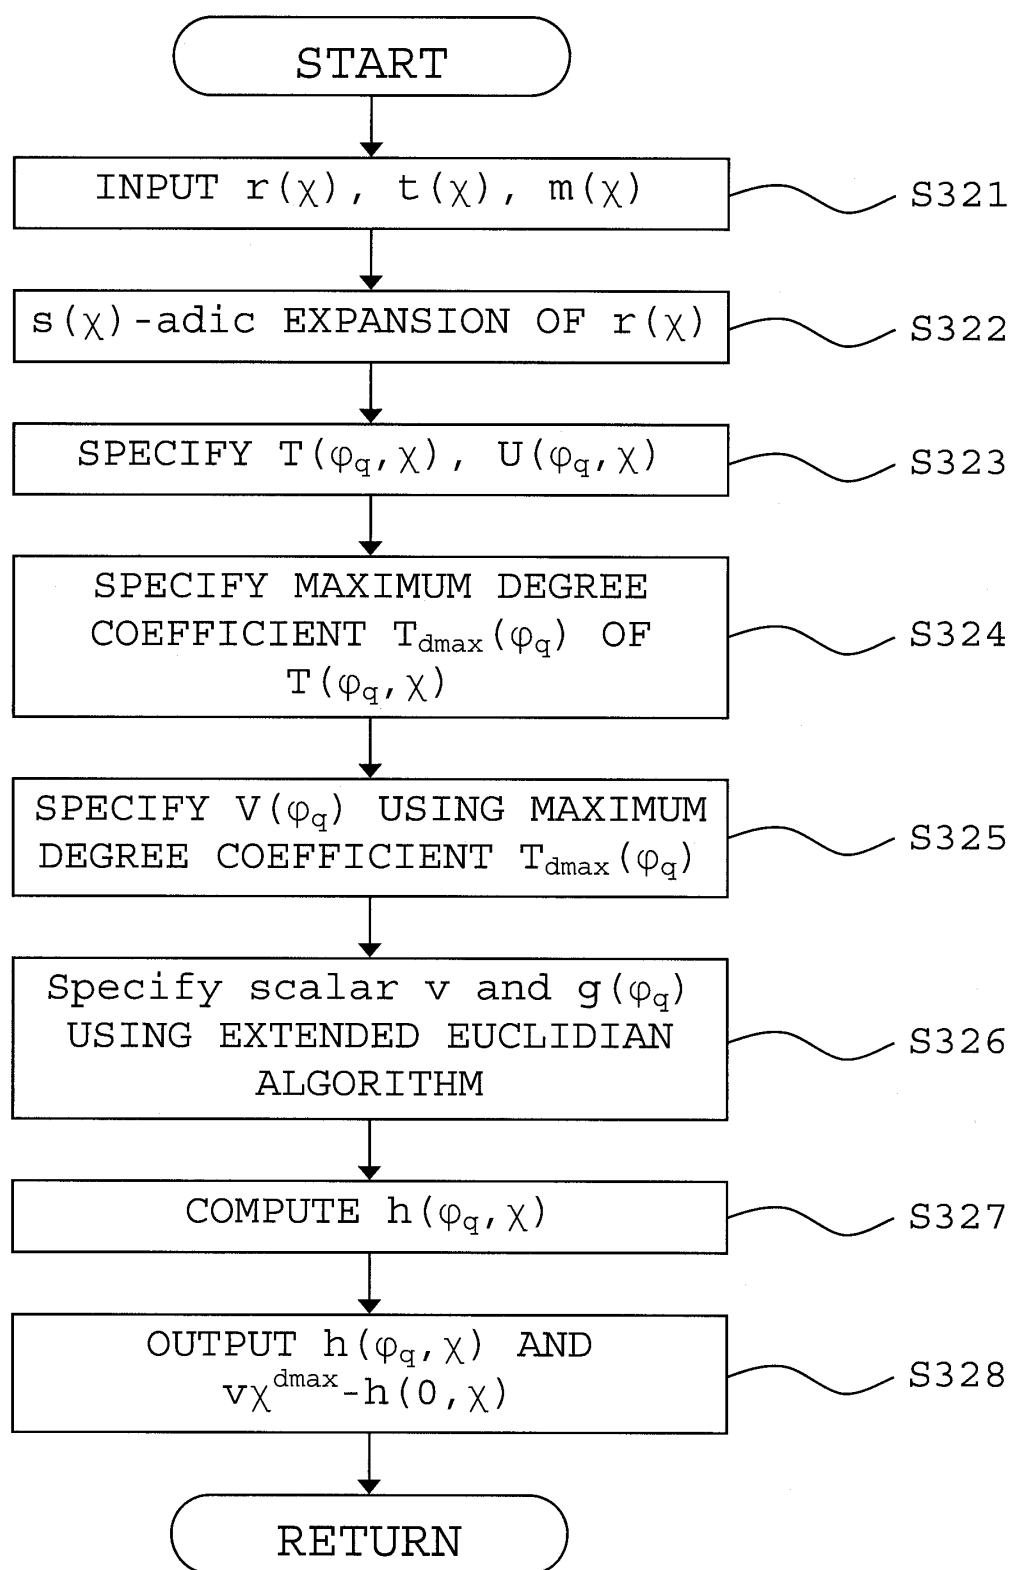 START
INPUT r(χ), t(χ), m(χ)
S321
s(χ)-adic EXPANSION OF r(χ)
S322
SPECIFY T(φq,χ), U(φq,χ)
S323
SPECIFY MAXIMUM DEGREE
COEFFICIENT Tdmax(φq) OF
T(φq,χ)
S324
SPECIFY V(φq) USING MAXIMUM
DEGREE COEFFICIENT Tdmax(φq)
S325
Specify scalar v and g(φq)
USING EXTENDED EUCLIDIAN
ALGORITHM
S326
COMPUTE h(φq,χ)
S327
OUTPUT h(φq,χ) AND
vχ^dmax-h(0,χ)
S328
RETURN